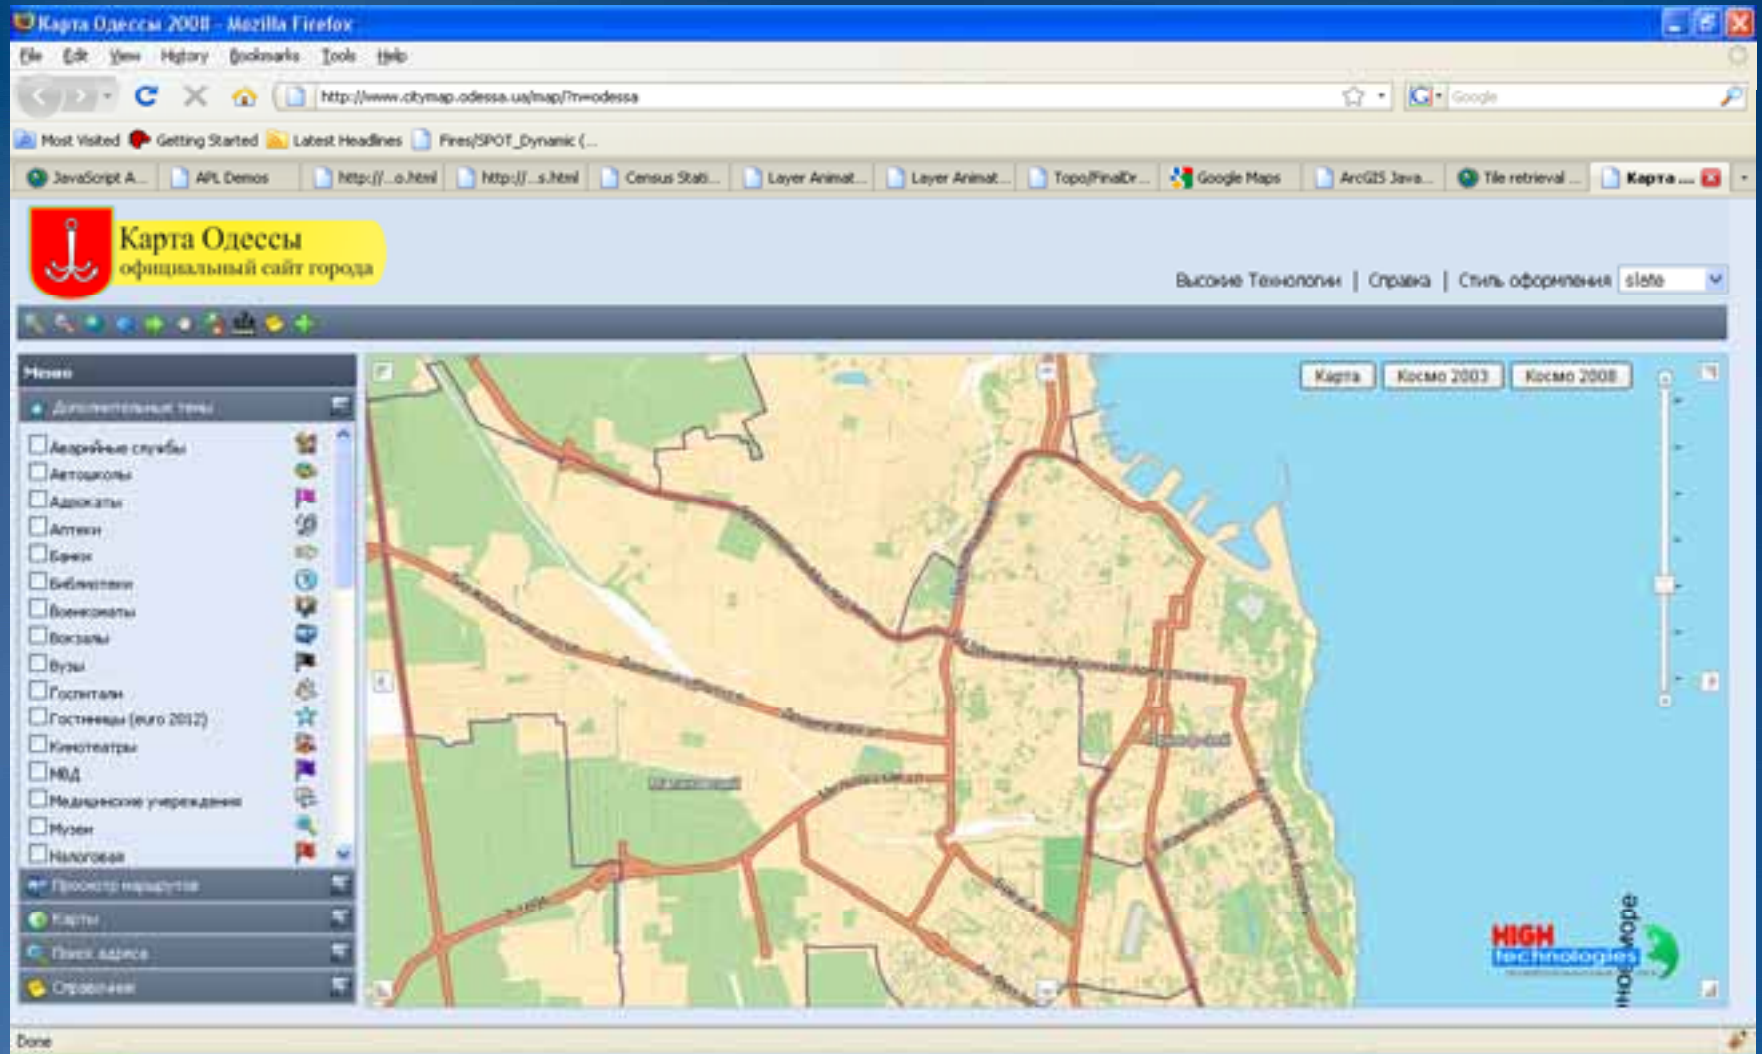 Карта Одессы 2008 - Mozilla Firefox
File Edit View History Bookmarks Tools Help
http://www.citymap.odessa.ua/map/?n=odessa
Google
Most Visited Getting Started Latest Headlines Fires/SPOT_Dynamic (...
JavaScript A... API Demos http://...o.html http://...s.html Census Stati... Layer Animat... Layer Animat... Topo/FinalDr... Google Maps ArcGIS Java... Tile retrieval ... Карта ....
Карта Одессы
официальный сайт города
Высокие Технологии | Справка | Стиль оформления slate
Меню
Дополнительные темы
Карта Космо 2003 Космо 2008
Аварийные службы
Автошколы
Адвокаты
Аптеки
Банки
Библиотеки
Военкоматы
Вокзалы
Вузы
Госпитали
Гостиницы (euro 2012)
Кинотеатры
МВД
Медицинские учереждения
Музеи
Налоговая
Просмотр маршрутов
Карты
Поиск адреса
Справочник
HIGH
technologies
ное море
Done